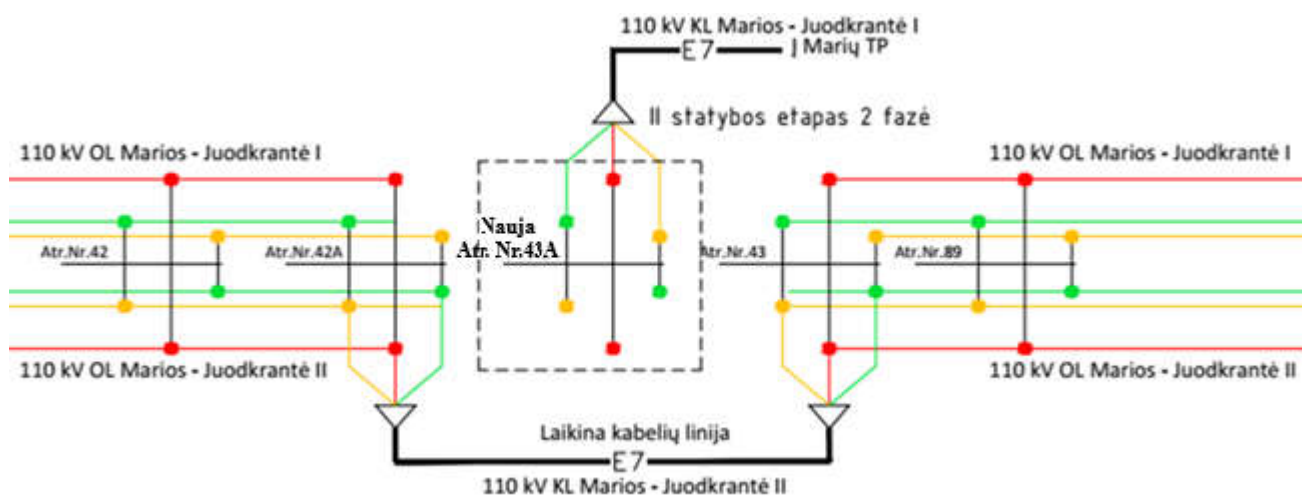 110 kV KL Marios - Juodkrantė I
E7
Į Marių TP
II statybos etapas 2 fazė
110 kV OL Marios - Juodkrantė I
110 kV OL Marios - Juodkrantė I
Atr.Nr.42
Atr.Nr.42A
Nauja
Atr. Nr.43A
Atr.Nr.43
Atr.Nr.89
110 kV OL Marios - Juodkrantė II
110 kV OL Marios - Juodkrantė II
Laikina kabelių linija
E7
110 kV KL Marios - Juodkrantė II